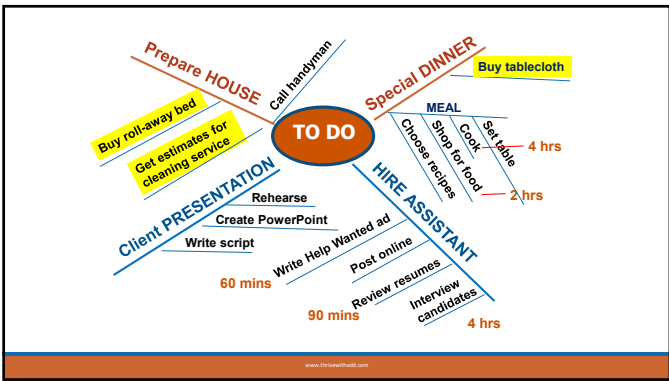 Prepare HOUSE
Call handyman
Buy roll-away bed
Get estimates for
cleaning service
TO DO
Special DINNER
Buy tablecloth
MEAL
Choose recipes
Shop for food
Cook
Set table
4 hrs
2 hrs
Client PRESENTATION
Rehearse
Create PowerPoint
Write script
HIRE ASSISTANT
Write Help Wanted ad
60 mins
Post online
Review resumes
90 mins
Interview
candidates
4 hrs
www.thrivewithadd.com